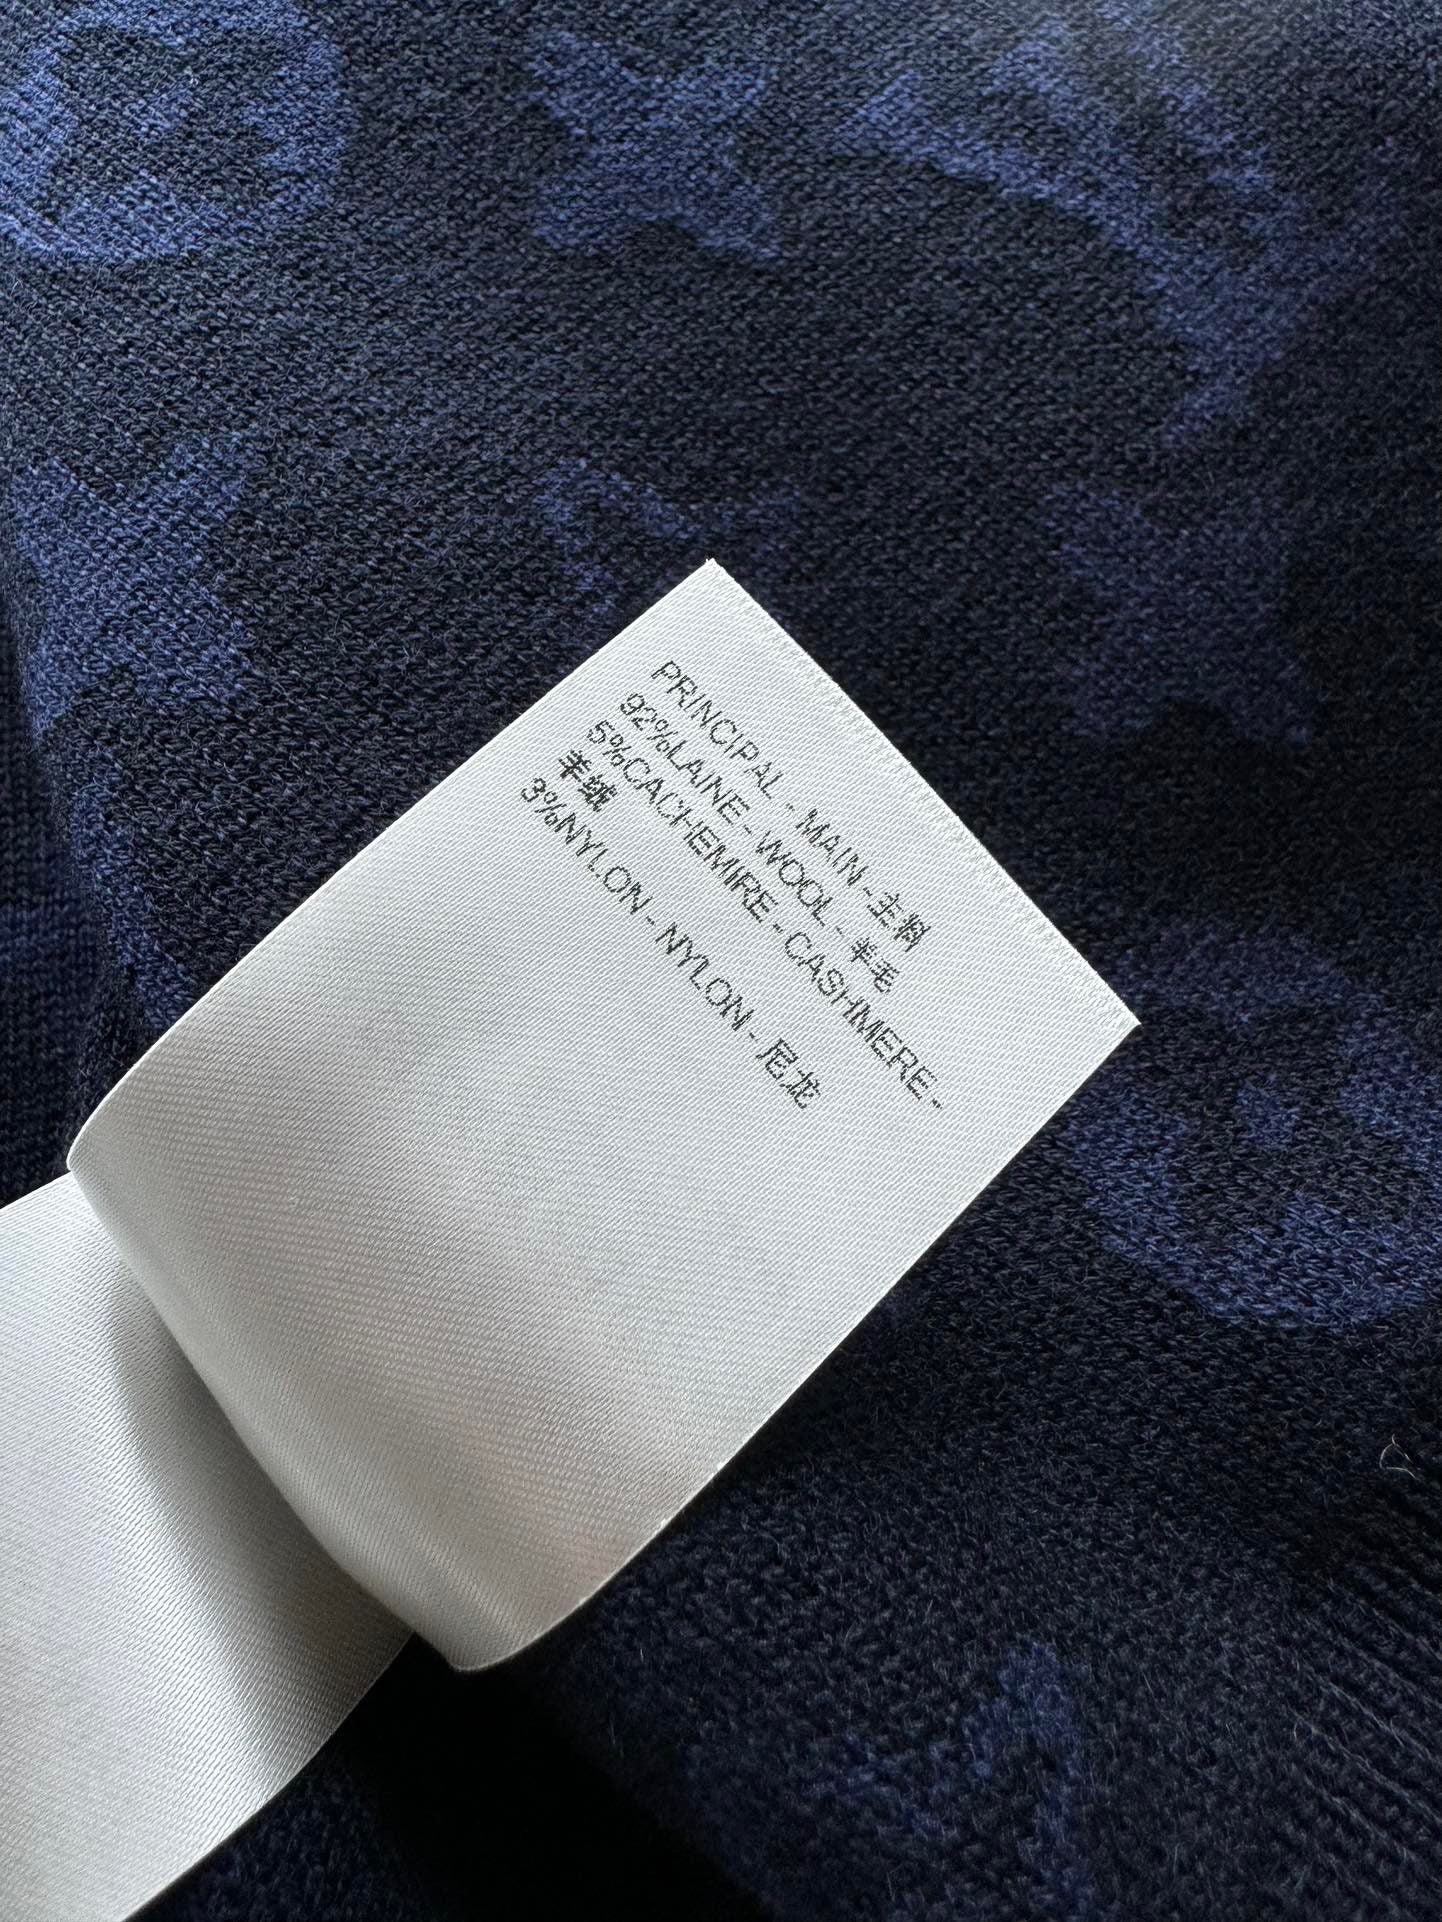 PRINCIPAL - MAIN -主料
92%LAINE - WOOL - 羊毛
5%CACHEMIRE - CASHMERE -
羊绒
3%NYLON - NYLON - 尼龙